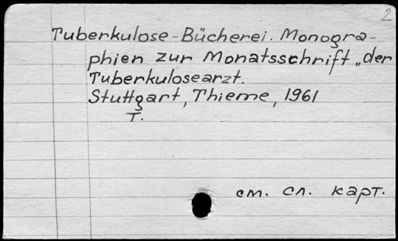 2
Tuberkulose-Bücherei. Monogra-
phien zur Monatsschrift „der
Tuberkulosearzt.
Stuttgart, Thieme, 1961
T.
см. сл. карт.